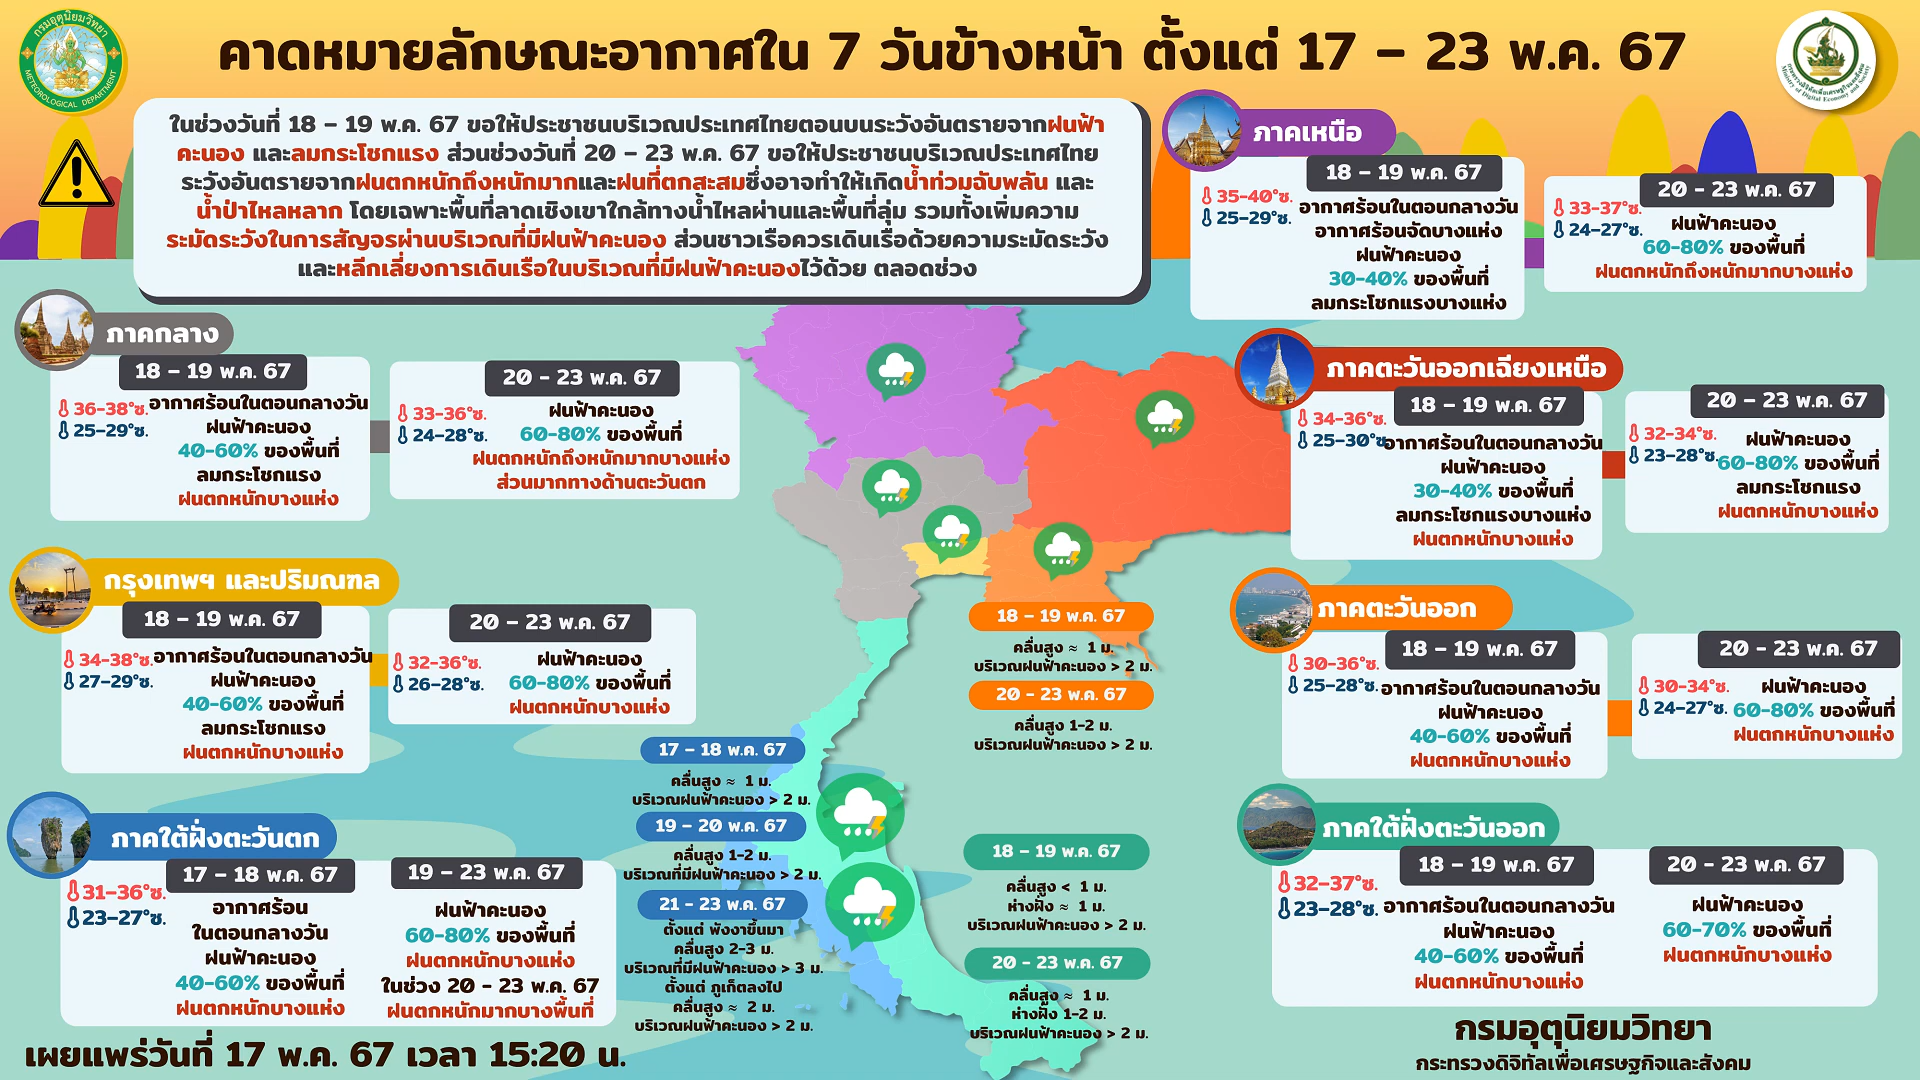 กรมอุตุนิยมวิทยา
METEOROLOGICAL DEPARTMENT
คาดหมายลักษณะอากาศใน 7 วันข้างหน้า ตั้งแต่ 17 – 23 พ.ค. 67
Ministry of Digital Economy and Society
ในช่วงวันที่ 18 – 19 พ.ค. 67 ขอให้ประชาชนบริเวณประเทศไทยตอนบนระวังอันตรายจากฝนฟ้า
คะนอง และลมกระโชกแรง ส่วนช่วงวันที่ 20 – 23 พ.ค. 67 ขอให้ประชาชนบริเวณประเทศไทย
ระวังอันตรายจากฝนตกหนักถึงหนักมากและฝนที่ตกสะสมซึ่งอาจทำให้เกิดน้ำท่วมฉับพลัน และ
น้ำป่าไหลหลาก โดยเฉพาะพื้นที่ลาดเชิงเขาใกล้ทางน้ำไหลผ่านและพื้นที่ลุ่ม รวมทั้งเพิ่มความ
ระมัดระวังในการสัญจรผ่านบริเวณที่มีฝนฟ้าคะนอง ส่วนชาวเรือควรเดินเรือด้วยความระมัดระวัง
และหลีกเลี่ยงการเดินเรือในบริเวณที่มีฝนฟ้าคะนองไว้ด้วย ตลอดช่วง
ภาคเหนือ
18 – 19 พ.ค. 67
35-40°ซ.
25–29°ซ.
อากาศร้อนในตอนกลางวัน
อากาศร้อนจัดบางแห่ง
ฝนฟ้าคะนอง
30-40% ของพื้นที่
ลมกระโชกแรงบางแห่ง
20 – 23 พ.ค. 67
33-37°ซ.
24–27°ซ.
ฝนฟ้าคะนอง
60-80% ของพื้นที่
ฝนตกหนักถึงหนักมากบางแห่ง
ภาคกลาง
18 – 19 พ.ค. 67
36-38°ซ.
25–29°ซ.
อากาศร้อนในตอนกลางวัน
ฝนฟ้าคะนอง
40-60% ของพื้นที่
ลมกระโชกแรง
ฝนตกหนักบางแห่ง
20 – 23 พ.ค. 67
33-36°ซ.
24–28°ซ.
ฝนฟ้าคะนอง
60-80% ของพื้นที่
ฝนตกหนักถึงหนักมากบางแห่ง
ส่วนมากทางด้านตะวันตก
ภาคตะวันออกเฉียงเหนือ
18 – 19 พ.ค. 67
34-36°ซ.
25–30°ซ
อากาศร้อนในตอนกลางวัน
ฝนฟ้าคะนอง
30-40% ของพื้นที่
ลมกระโชกแรงบางแห่ง
ฝนตกหนักบางแห่ง
20 – 23 พ.ค. 67
32-34°ซ.
23–28°ซ.
ฝนฟ้าคะนอง
60-80% ของพื้นที่
ลมกระโชกแรง
ฝนตกหนักบางแห่ง
กรุงเทพฯ และปริมณฑล
18 – 19 พ.ค. 67
34-38°ซ.
27–29°ซ.
อากาศร้อนในตอนกลางวัน
ฝนฟ้าคะนอง
40-60% ของพื้นที่
ลมกระโชกแรง
ฝนตกหนักบางแห่ง
20 – 23 พ.ค. 67
32-36°ซ.
26–28°ซ.
ฝนฟ้าคะนอง
60-80% ของพื้นที่
ฝนตกหนักบางแห่ง
18 – 19 พ.ค. 67
คลื่นสูง ≈ 1 ม.
บริเวณฝนฟ้าคะนอง > 2 ม.
20 – 23 พ.ค. 67
คลื่นสูง 1-2 ม.
บริเวณฝนฟ้าคะนอง > 2 ม.
ภาคตะวันออก
18 – 19 พ.ค. 67
30-36°ซ.
25–28°ซ.
อากาศร้อนในตอนกลางวัน
ฝนฟ้าคะนอง
40-60% ของพื้นที่
ฝนตกหนักบางแห่ง
20 – 23 พ.ค. 67
30-34°ซ.
24–27°ซ.
ฝนฟ้าคะนอง
60-80% ของพื้นที่
ฝนตกหนักบางแห่ง
ภาคใต้ฝั่งตะวันตก
17 – 18 พ.ค. 67
31–36°ซ.
23–27°ซ.
อากาศร้อน
ในตอนกลางวัน
ฝนฟ้าคะนอง
40-60% ของพื้นที่
ฝนตกหนักบางแห่ง
19 – 23 พ.ค. 67
ฝนฟ้าคะนอง
60-80% ของพื้นที่
ฝนตกหนักบางแห่ง
ในช่วง 20 - 23 พ.ค. 67
ฝนตกหนักมากบางพื้นที่
17 – 18 พ.ค. 67
คลื่นสูง ≈ 1 ม.
บริเวณฝนฟ้าคะนอง > 2 ม.
19 – 20 พ.ค. 67
คลื่นสูง 1-2 ม.
บริเวณที่มีฝนฟ้าคะนอง > 2 ม.
21 – 23 พ.ค. 67
ตั้งแต่ พังงาขึ้นมา
คลื่นสูง 2-3 ม.
บริเวณที่มีฝนฟ้าคะนอง > 3 ม.
ตั้งแต่ ภูเก็ตลงไป
คลื่นสูง ≈ 2 ม.
บริเวณฝนฟ้าคะนอง > 2 ม.
18 – 19 พ.ค. 67
คลื่นสูง < 1 ม.
ห่างฝั่ง ≈ 1 ม.
บริเวณฝนฟ้าคะนอง > 2 ม.
20 – 23 พ.ค. 67
คลื่นสูง ≈ 1 ม.
ห่างฝั่ง 1-2 ม.
บริเวณฝนฟ้าคะนอง > 2 ม.
ภาคใต้ฝั่งตะวันออก
18 – 19 พ.ค. 67
32–37°ซ.
23–28°ซ.
อากาศร้อนในตอนกลางวัน
ฝนฟ้าคะนอง
40-60% ของพื้นที่
ฝนตกหนักบางแห่ง
20 – 23 พ.ค. 67
ฝนฟ้าคะนอง
60-70% ของพื้นที่
ฝนตกหนักบางแห่ง
เผยแพร่วันที่ 17 พ.ค. 67 เวลา 15:20 น.
กรมอุตุนิยมวิทยา
กระทรวงดิจิทัลเพื่อเศรษฐกิจและสังคม